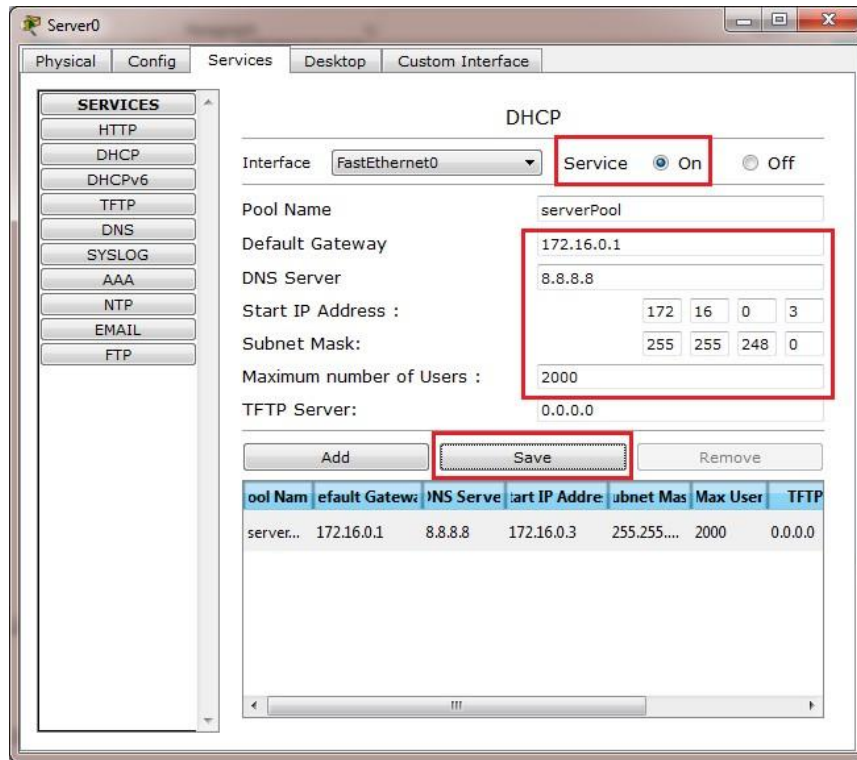 Server0
Physical Config Services Desktop Custom Interface
SERVICES
HTTP
DHCP
DHCPv6
TFTP
DNS
SYSLOG
AAA
NTP
EMAIL
FTP
DHCP
Interface FastEthernet0 Service On Off
Pool Name serverPool
Default Gateway 172.16.0.1
DNS Server 8.8.8.8
Start IP Address : 172 16 0 3
Subnet Mask: 255 255 248 0
Maximum number of Users : 2000
TFTP Server: 0.0.0.0
Add Save Remove
ool Nam efault Gatewa DNS Serve tart IP Addre ubnet Mas Max User TFTP
server... 172.16.0.1 8.8.8.8 172.16.0.3 255.255.... 2000 0.0.0.0